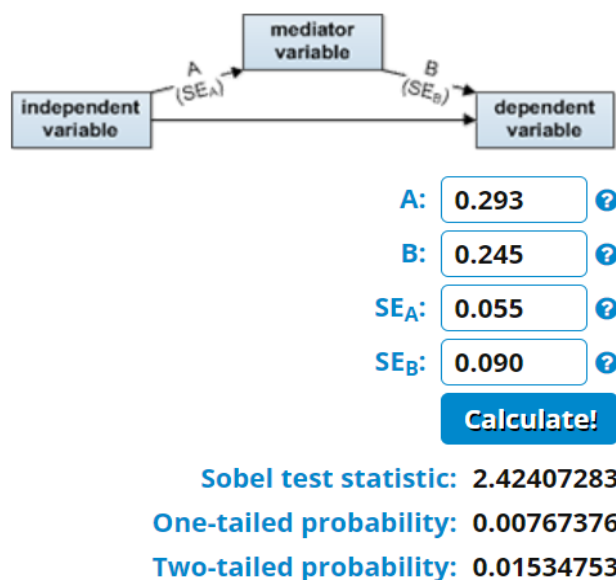 mediator
variable
A
(SEA)
B
(SEB)
independent
variable
dependent
variable
A: 0.293 ?
B: 0.245 ?
SEA: 0.055 ?
SEB: 0.090 ?
Calculate!
Sobel test statistic: 2.42407283
One-tailed probability: 0.00767376
Two-tailed probability: 0.01534753